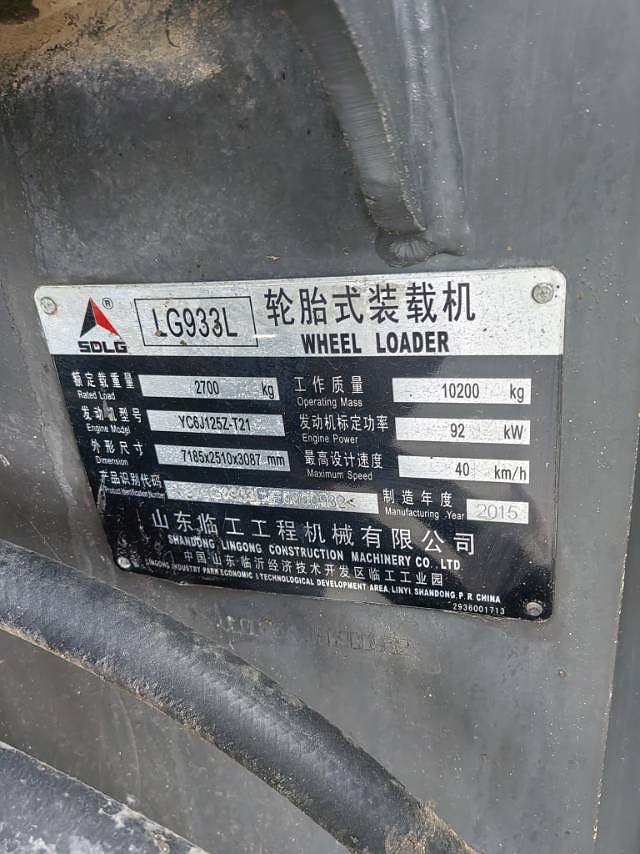 SDLG ®
LG933L
轮胎式装载机
WHEEL LOADER
额定载重量
Rated Load
2700 kg
工作质量
Operating Mass
10200 kg
发动机型号
Engine Model
YC6J125Z-T21
发动机标定功率
Engine Power
92 kW
外形尺寸
Dimension
7185x2510x3087 mm
最高设计速度
Maximum Speed
40 km/h
产品识别代码
Product Identification Number
制造年度
Manufacturing Year
2015
山东临工工程机械有限公司
SHANDONG LINGONG CONSTRUCTION MACHINERY CO., LTD
中国·山东·临沂经济技术开发区临工工业园
LINGONG INDUSTRY PARK ECONOMIC & TECHNOLOGICAL DEVELOPMENT AREA, LINYI, SHANDONG, P. R. CHINA
2936001713